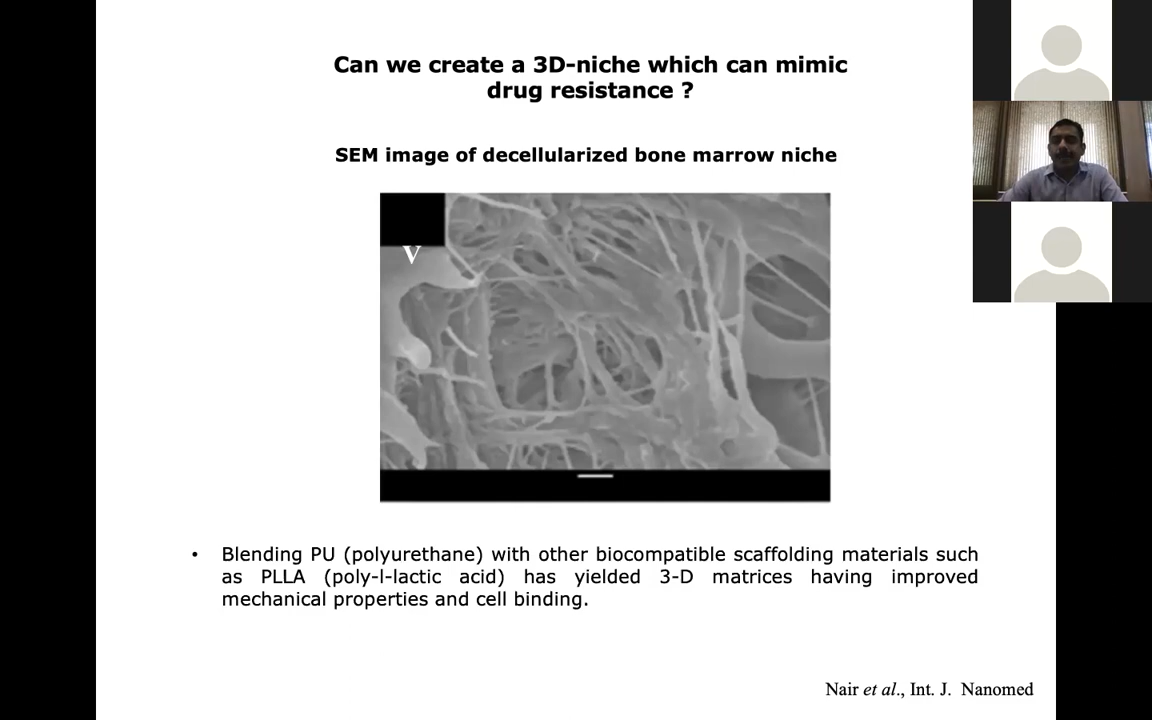 Can we create a 3D-niche which can mimic
drug resistance ?
SEM image of decellularized bone marrow niche
V
• Blending PU (polyurethane) with other biocompatible scaffolding materials such
as PLLA (poly-l-lactic acid) has yielded 3-D matrices having improved
mechanical properties and cell binding.
Nair et al., Int. J. Nanomed